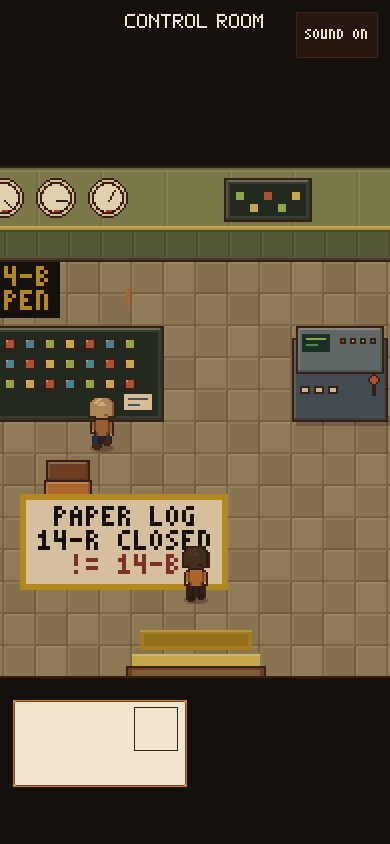 CONTROL ROOM
SOUND ON
4-B
PEN
PAPER LOG
14-R CLOSED
!= 14-B